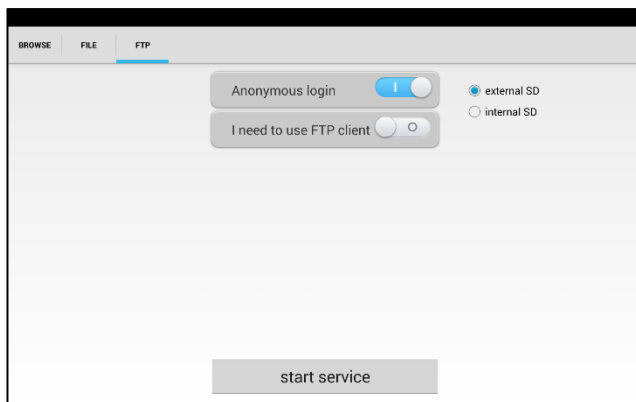 BROWSE FILE FTP
Anonymous login
external SD
I need to use FTP client
internal SD
start service